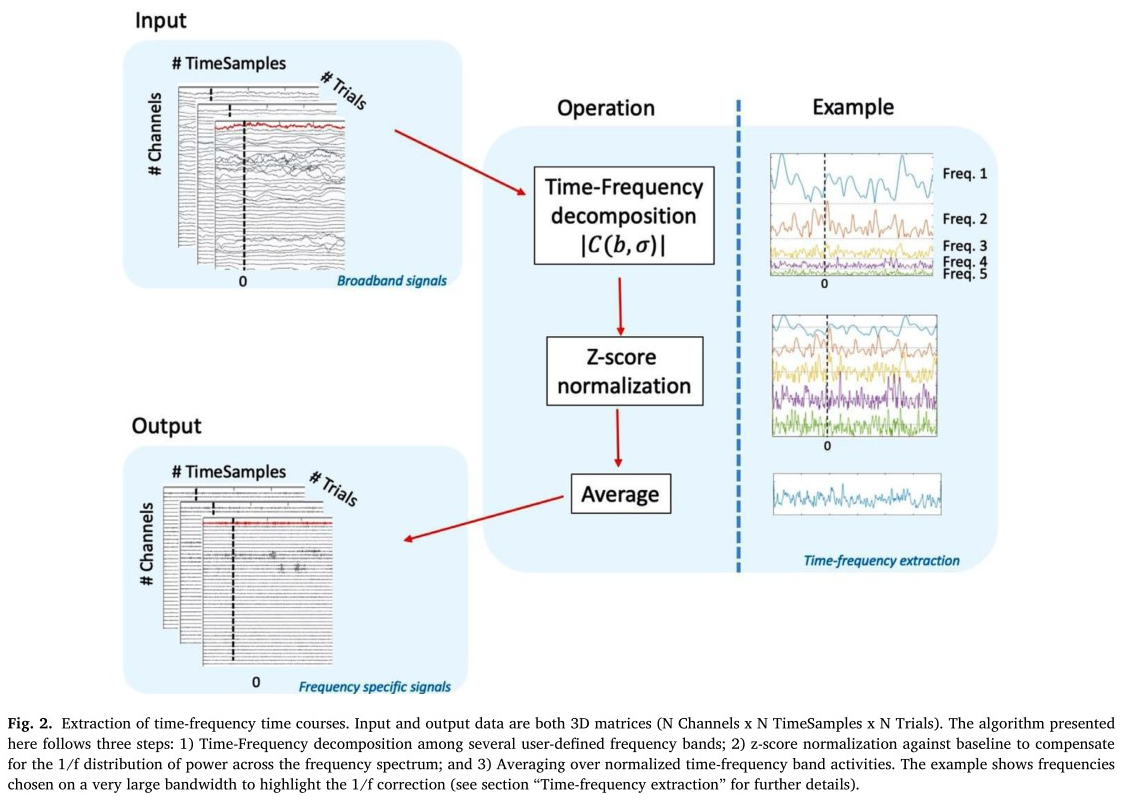 Input
# TimeSamples
# Trials
# Channels
0
Broadband signals
Operation
Example
Time-Frequency
decomposition
|C(b, σ)|
Freq. 1
Freq. 2
Freq. 3
Freq. 4
Freq. 5
0
Z-score
normalization
0
Average
Time-frequency extraction
Output
# TimeSamples
# Trials
# Channels
0
Frequency specific signals
Fig. 2. Extraction of time-frequency time courses. Input and output data are both 3D matrices (N Channels x N TimeSamples x N Trials). The algorithm presented
here follows three steps: 1) Time-Frequency decomposition among several user-defined frequency bands; 2) z-score normalization against baseline to compensate
for the 1/f distribution of power across the frequency spectrum; and 3) Averaging over normalized time-frequency band activities. The example shows frequencies
chosen on a very large bandwidth to highlight the 1/f correction (see section “Time-frequency extraction” for further details).